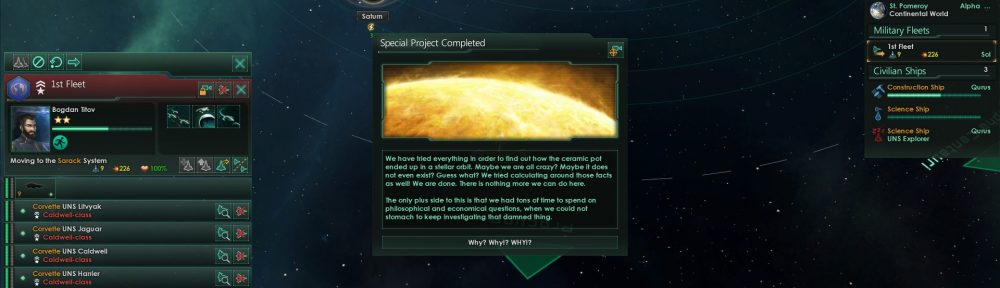 Saturn
3
1st Fleet
Bogdan Titov
Moving to the Sarack System
9 226 100%
9
Corvette UNS Litvyak
Caldwell-class
Corvette UNS Jaguar
Caldwell-class
Corvette UNS Caldwell
Caldwell-class
Corvette UNS Harrier
Caldwell-class
Special Project Completed
We have tried everything in order to find out how the ceramic pot
ended up in a stellar orbit. Maybe we are all crazy? Maybe it does
not even exist? Guess what? We tried calculating around those facts
as well! We are done. There is nothing more we can do here.
The only plus side to this is that we had tons of time to spend on
philosophical and economical questions, when we could not
stomach to keep investigating that damned thing.
Why? Why!? WHY!?
St. Pomeroy Alpha ...
Continental World
Military Fleets 1
1st Fleet
9 226 Sol
Civilian Ships 3
Construction Ship Qurus
Science Ship
Science Ship Qurus
UNS Explorer